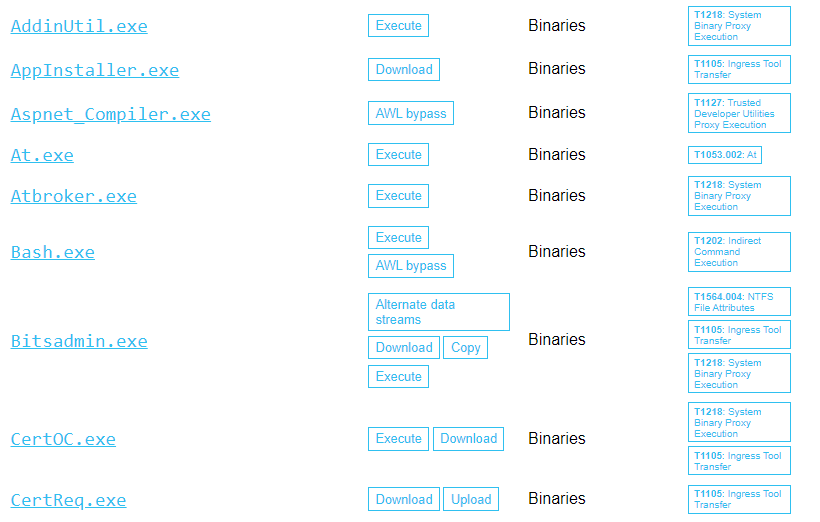 AddinUtil.exe Execute Binaries T1218: System
Binary Proxy
Execution
AppInstaller.exe Download Binaries T1105: Ingress Tool
Transfer
Aspnet_Compiler.exe AWL bypass Binaries T1127: Trusted
Developer Utilities
Proxy Execution
At.exe Execute Binaries T1053.002: At
Atbroker.exe Execute Binaries T1218: System
Binary Proxy
Execution
Bash.exe Execute
AWL bypass Binaries T1202: Indirect
Command
Execution
Bitsadmin.exe Alternate data
streams
Download Copy
Execute Binaries T1564.004: NTFS
File Attributes
T1105: Ingress Tool
Transfer
T1218: System
Binary Proxy
Execution
CertOC.exe Execute Download Binaries T1218: System
Binary Proxy
Execution
T1105: Ingress Tool
Transfer
CertReq.exe Download Upload Binaries T1105: Ingress Tool
Transfer